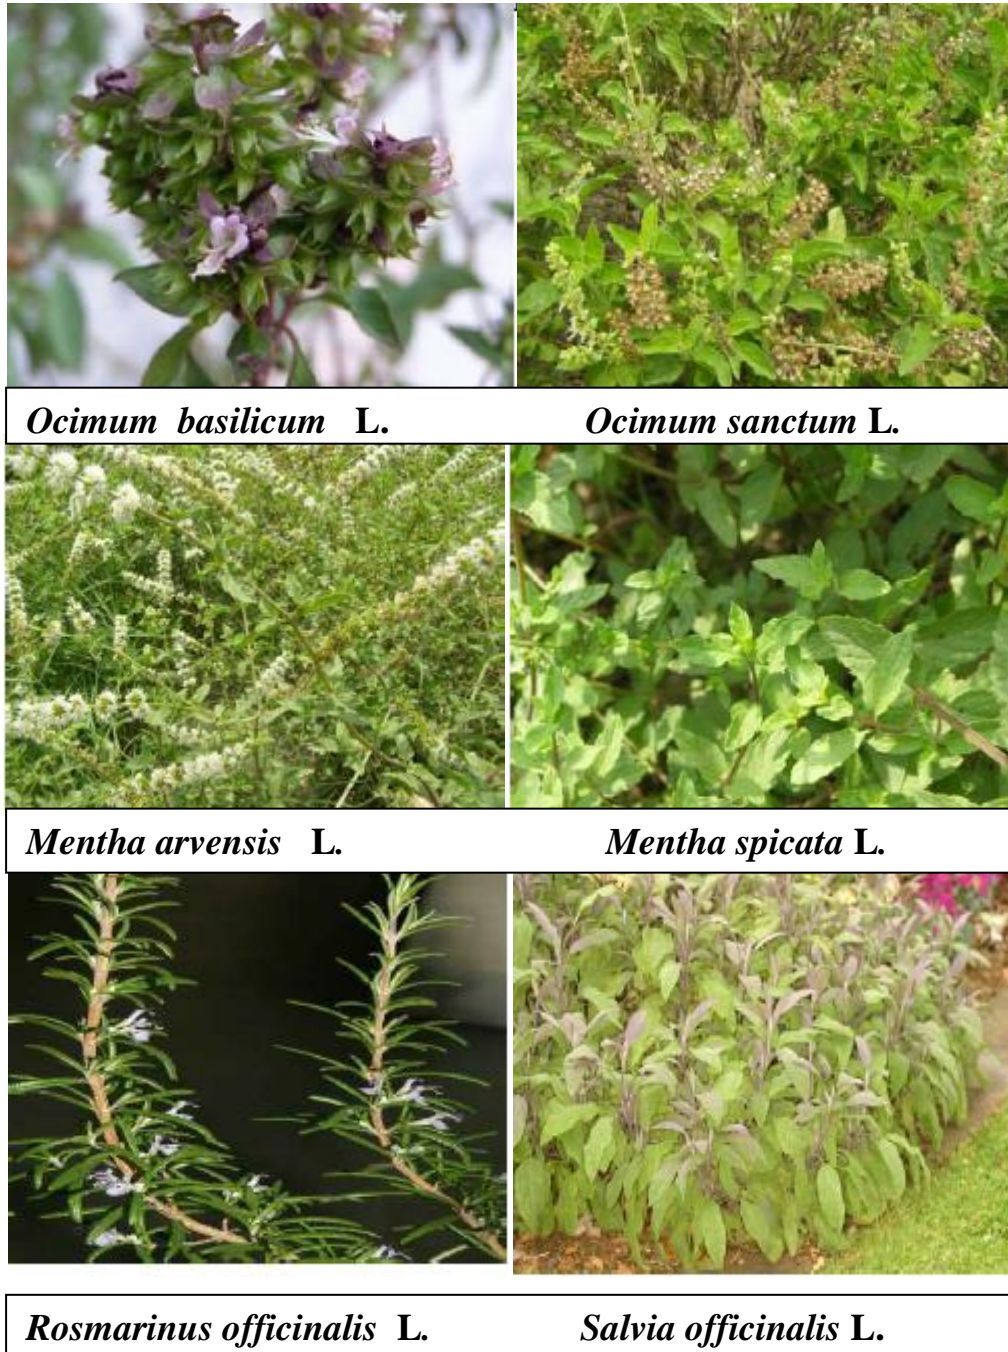 Ocimum basilicum L. Ocimum sanctum L.
Mentha arvensis L. Mentha spicata L.
Rosmarinus officinalis L. Salvia officinalis L.